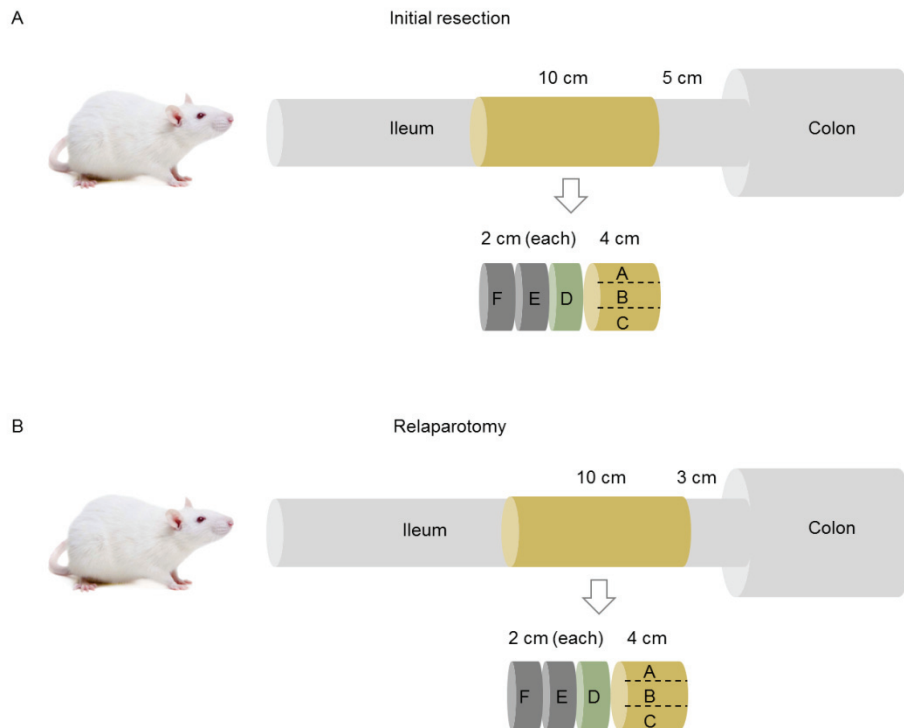 A
Initial resection
10 cm 5 cm
Ileum Colon
2 cm (each) 4 cm
A
F E D B
C
B
Relaparotomy
10 cm 3 cm
Ileum Colon
2 cm (each) 4 cm
A
F E D B
C